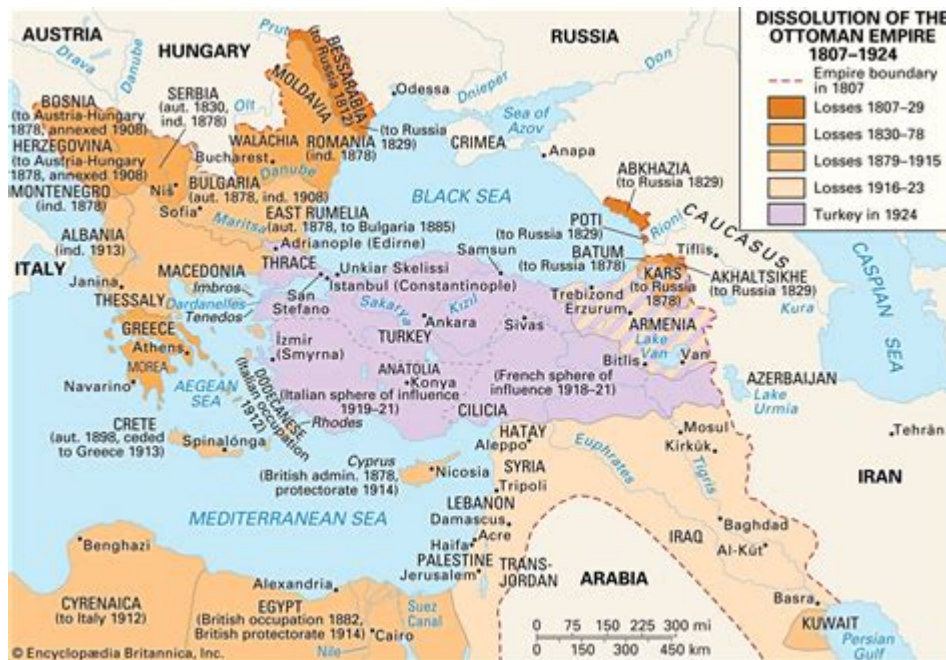 DISSOLUTION OF THE
OTTOMAN EMPIRE
1807–1924
Empire boundary
in 1807
Losses 1807–29
Losses 1830–78
Losses 1879–1915
Losses 1916–23
Turkey in 1924
AUSTRIA
Drava
Danube
HUNGARY
Prut
RUSSIA
Don
BESSARABIA
(to Russia 1812)
MOLDAVIA
Odessa
Dnieper
Sea of
Azov
BOSNIA
(to Austria-Hungary
1878, annexed 1908)
HERZEGOVINA
(to Austria-Hungary
1878, annexed 1908)
MONTENEGRO
(ind. 1878)
SERBIA
(aut. 1830,
ind. 1878)
Olt
WALACHIA
Bucharest
Danube
ROMANIA
(ind. 1878)
(to Russia
1829)
CRIMEA
Anapa
Niš
Sofia
BULGARIA
(aut. 1878, ind. 1908)
Maritsa
EAST RUMELIA
(aut. 1878, to Bulgaria 1885)
BLACK SEA
ABKHAZIA
(to Russia 1829)
POTI
(to Russia 1829)
Rioni
CAUCASUS
BATUM
(to Russia 1878)
Tiflis
KARS
(to Russia
1878)
AKHALTSIKHE
(to Russia 1829)
Kura
CASPIAN
SEA
ALBANIA
(ind. 1913)
ITALY
Janina
THESSALY
MACEDONIA
Imbros
Dardanelles
Tenedos
Adrianople (Edirne)
THRACE
Unkiar Skelissi
Istanbul (Constantinople)
San
Stefano
Samsun
Trebizond
Erzurum
Sakarya
Kızıl
Ankara
Sivas
TURKEY
ARMENIA
Lake
Van
Van
Bitlis
GREECE
Athens
MOREA
Navarino
AEGEAN
SEA
İzmir
(Smyrna)
ANATOLIA
Konya
(Italian sphere of
influence
1919–21)
(French sphere of
influence 1918–21)
CILICIA
DODECANESE
(Italian occupation
1912)
Rhodes
AZERBAIJAN
Lake
Urmia
Tehrān
CRETE
(aut. 1898, ceded
to Greece 1913)
Spinalónga
Cyprus
(British admin. 1878,
protectorate 1914)
Nicosia
HATAY
Aleppo
SYRIA
Tripoli
LEBANON
Damascus
Acre
Haifa
PALESTINE
Jerusalem
TRANS-
JORDAN
Euphrates
Mosul
Kirkūk
Tigris
IRAN
Baghdad
IRAQ
Al-Kūt
Basra
KUWAIT
Persian
Gulf
ARABIA
MEDITERRANEAN SEA
Benghazi
CYRENAICA
(to Italy 1912)
Alexandria
EGYPT
(British occupation 1882,
British protectorate 1914)
Cairo
Nile
Suez
Canal
0 75 150 225 300 mi
0 150 300 450 km
© Encyclopædia Britannica, Inc.